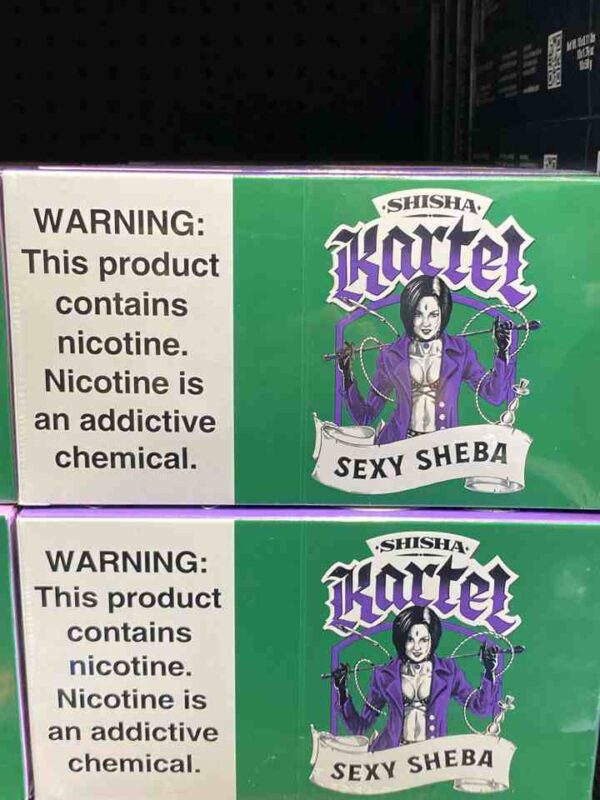 WARNING:
This product
contains
nicotine.
Nicotine is
an addictive
chemical.
SHISHA
Kartel
SEXY SHEBA
WARNING:
This product
contains
nicotine.
Nicotine is
an addictive
chemical.
SHISHA
Kartel
SEXY SHEBA